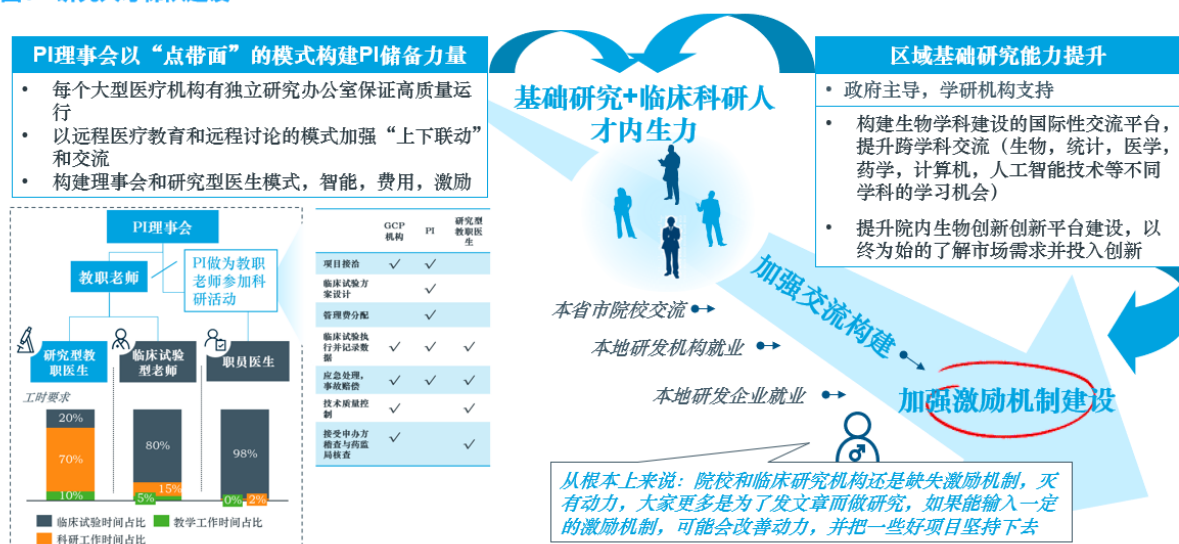 PI理事会以“点带面”的模式构建PI储备力量
• 每个大型医疗机构有独立研究办公室保证高质量运
行
• 以远程医疗教育和远程讨论的模式加强“上下联动”
和交流
• 构建理事会和研究型医生模式，智能，费用，激励
PI理事会
教职老师
PI做为教职
老师参加科
研活动
研究型教
职医生
临床试验
型老师
职员医生
工时要求
20%
70%
10%
80%
15%
5%
98%
0%
2%
临床试验时间占比
教学工作时间占比
科研工作时间占比
GCP
机构
PI
研究型
教职医
生
项目接洽 ✓ ✓
临床试验方
案设计 ✓
管理费分配 ✓
临床试验执
行并记录数
据 ✓ ✓ ✓
应急处理，
事故赔偿 ✓ ✓ ✓
技术质量控
制 ✓ ✓
接受申办方
稽查与药监
局核查 ✓ ✓
基础研究+临床科研人
才内生力
本省市院校交流
本地研发机构就业
本地研发企业就业
加强交流构建
加强激励机制建设
区域基础研究能力提升
• 政府主导，学研机构支持
• 构建生物学科建设的国际性交流平台，
提升跨学科交流（生物，统计，医学，
药学，计算机，人工智能技术等不同
学科的学习机会）
• 提升院内生物创新创新平台建设，以
终为始的了解市场需求并投入创新
从根本上来说：院校和临床研究机构还是缺失激励机制，灭
有动力，大家更多是为了发文章而做研究，如果能输入一定
的激励机制，可能会改善动力，并把一些好项目坚持下去